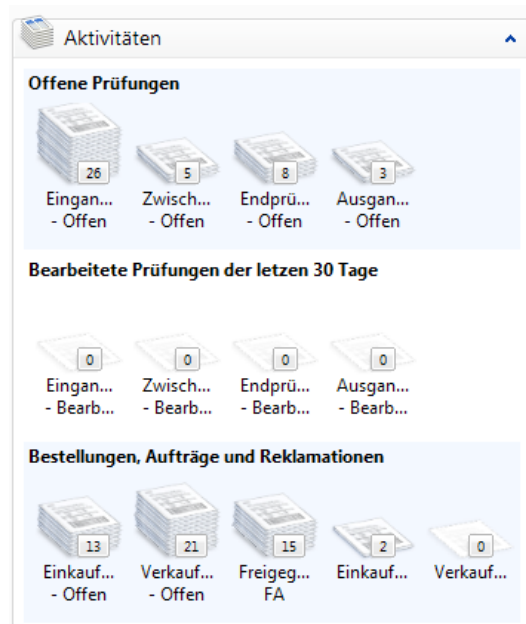 Aktivitäten
Offene Prüfungen
26 5 8 3
Eingan... Zwisch... Endprü... Ausgan...
- Offen - Offen - Offen - Offen
Bearbeitete Prüfungen der letzen 30 Tage
0 0 0 0
Eingan... Zwisch... Endprü... Ausgan...
- Bearb... - Bearb... - Bearb... - Bearb...
Bestellungen, Aufträge und Reklamationen
13 21 15 2 0
Einkauf... Verkauf... Freigeg... Einkauf... Verkauf...
- Offen - Offen FA